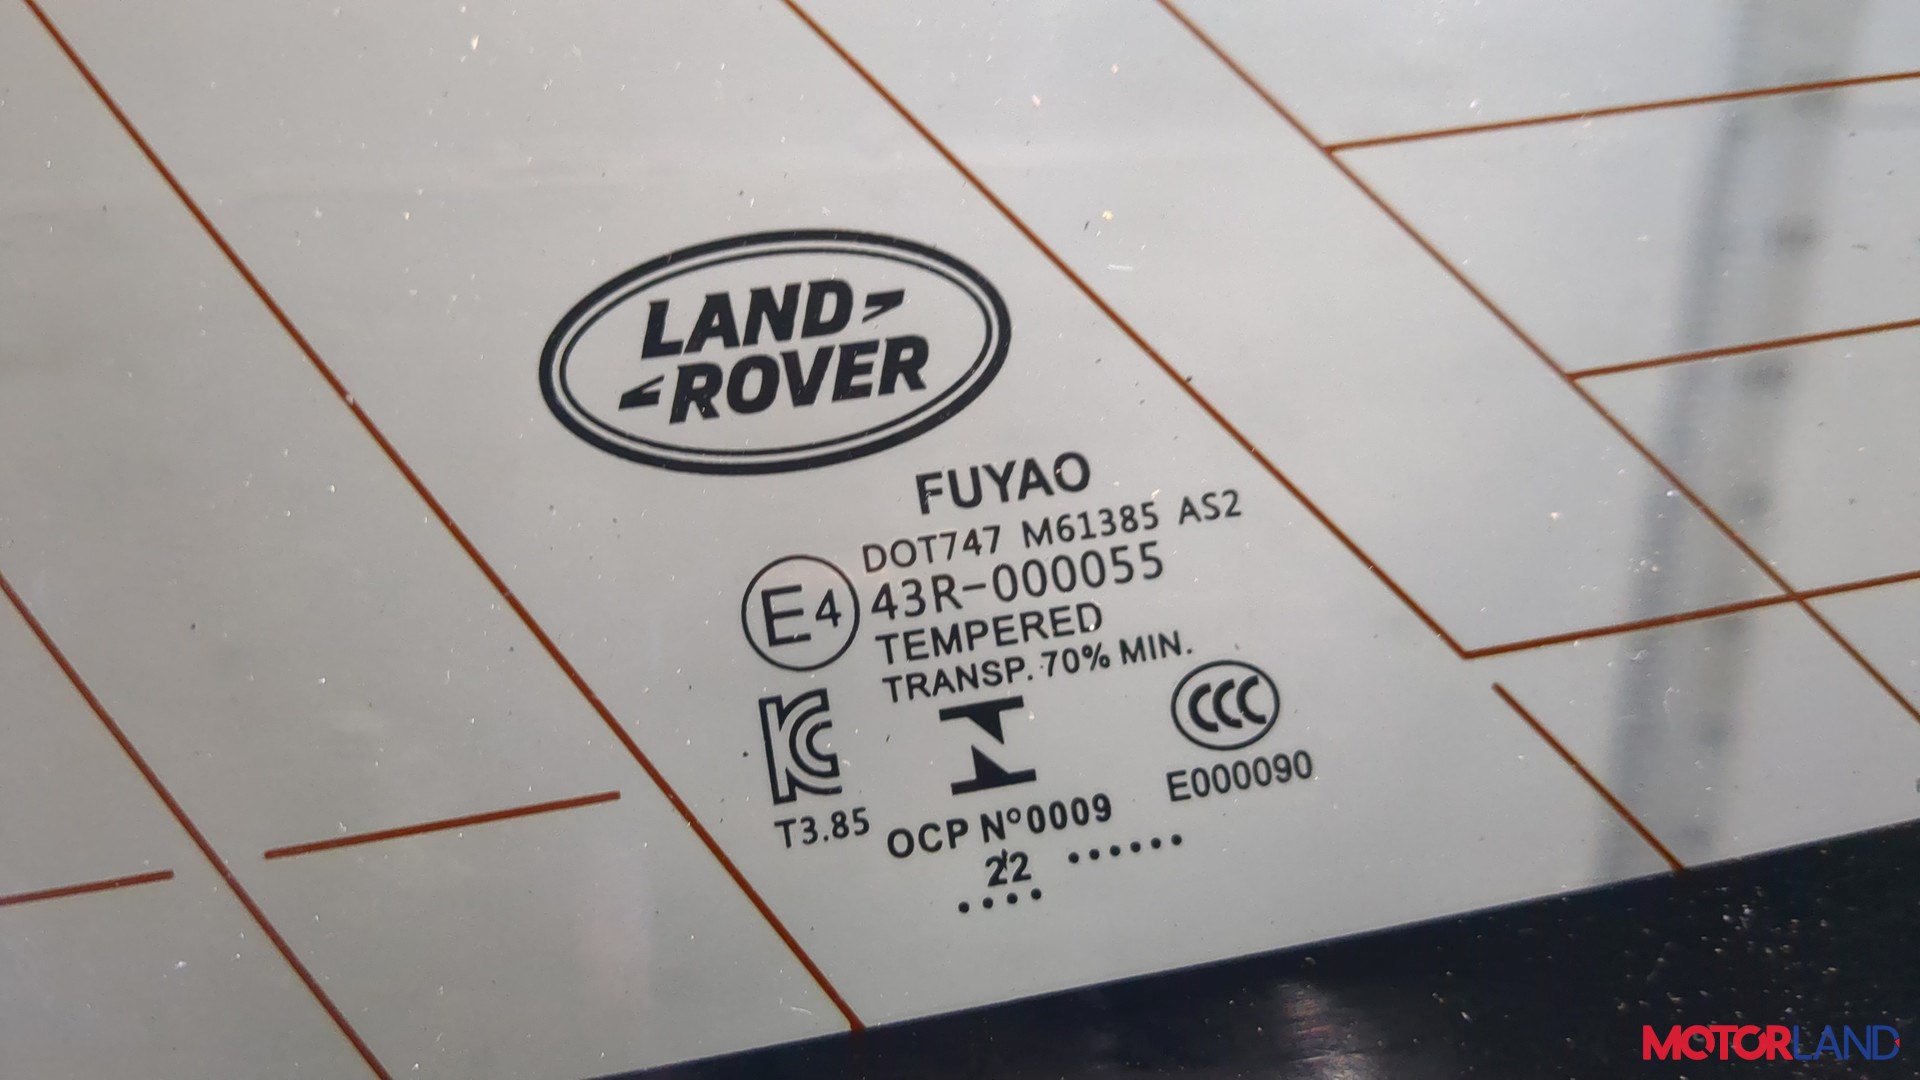 LAND
ROVER
FUYAO
DOT747 M61385 AS2
E4 43R-000055
TEMPERED
TRANSP. 70% MIN.
CCC
T3.85
OCP N°0009
E000090
22
MOTORLAND